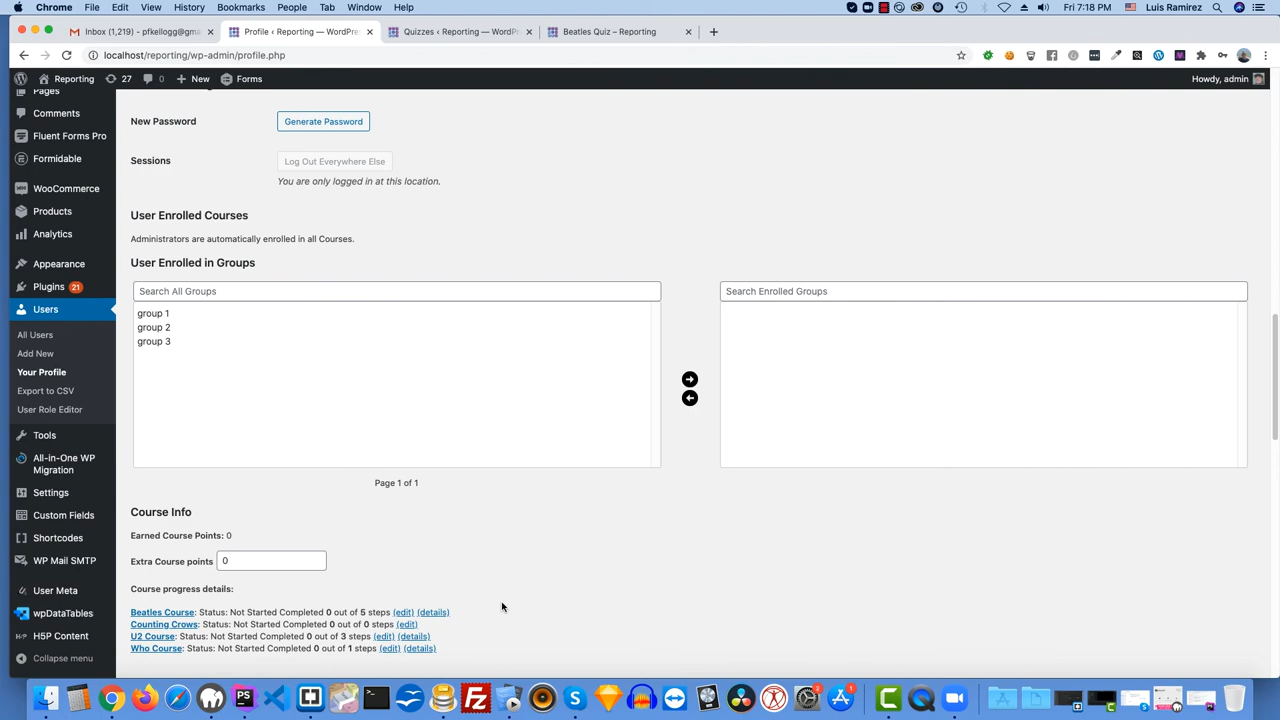 Chrome File Edit View History Bookmarks People Tab Window Help Fri 7:18 PM Luis Ramirez
Inbox (1,219) - pfkellogg@gma
Profile ‹ Reporting — WordPre
Quizzes ‹ Reporting — WordPr
Beatles Quiz – Reporting
localhost/reporting/wp-admin/profile.php
Reporting 27 0 New Forms Howdy, admin
Pages
Comments
Fluent Forms Pro
Formidable
WooCommerce
Products
Analytics
Appearance
Plugins 21
Users
All Users
Add New
Your Profile
Export to CSV
User Role Editor
Tools
All-in-One WP
Migration
Settings
Custom Fields
Shortcodes
WP Mail SMTP
User Meta
wpDataTables
H5P Content
Collapse menu
New Password Generate Password
Sessions Log Out Everywhere Else
You are only logged in at this location.
User Enrolled Courses
Administrators are automatically enrolled in all Courses.
User Enrolled in Groups
Search All Groups Search Enrolled Groups
group 1
group 2
group 3
Page 1 of 1
Course Info
Earned Course Points: 0
Extra Course points 0
Course progress details:
Beatles Course: Status: Not Started Completed 0 out of 5 steps (edit) (details)
Counting Crows: Status: Not Started Completed 0 out of 0 steps (edit)
U2 Course: Status: Not Started Completed 0 out of 3 steps (edit) (details)
Who Course: Status: Not Started Completed 0 out of 1 steps (edit) (details)